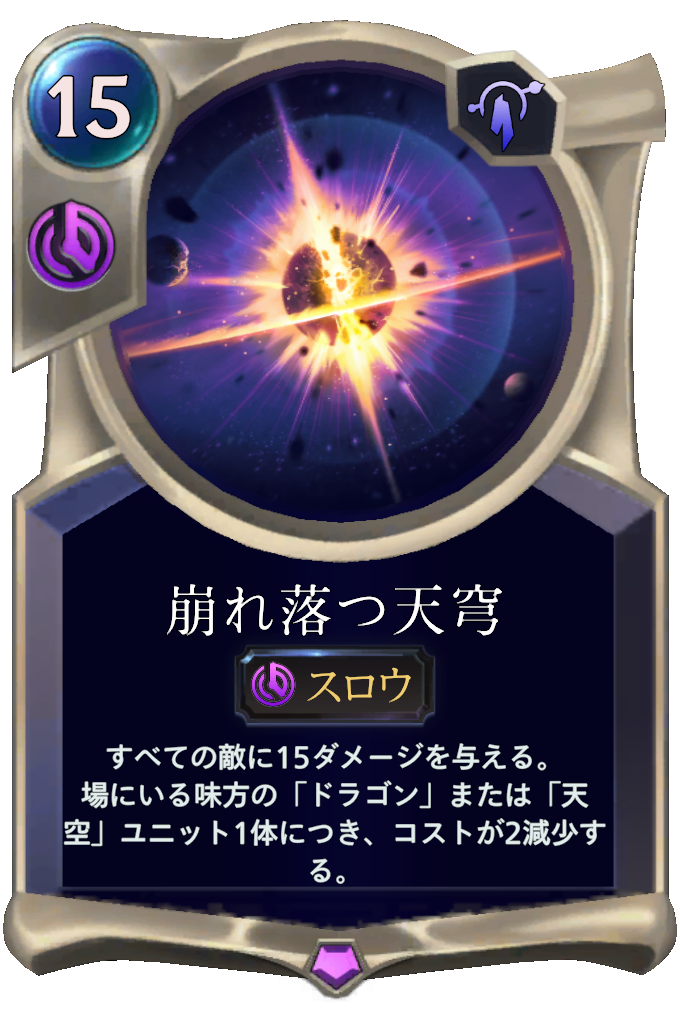 15
崩れ落つ天穹
スロウ
すべての敵に15ダメージを与える。
場にいる味方の「ドラゴン」または「天
空」ユニット1体につき、コストが2減少す
る。